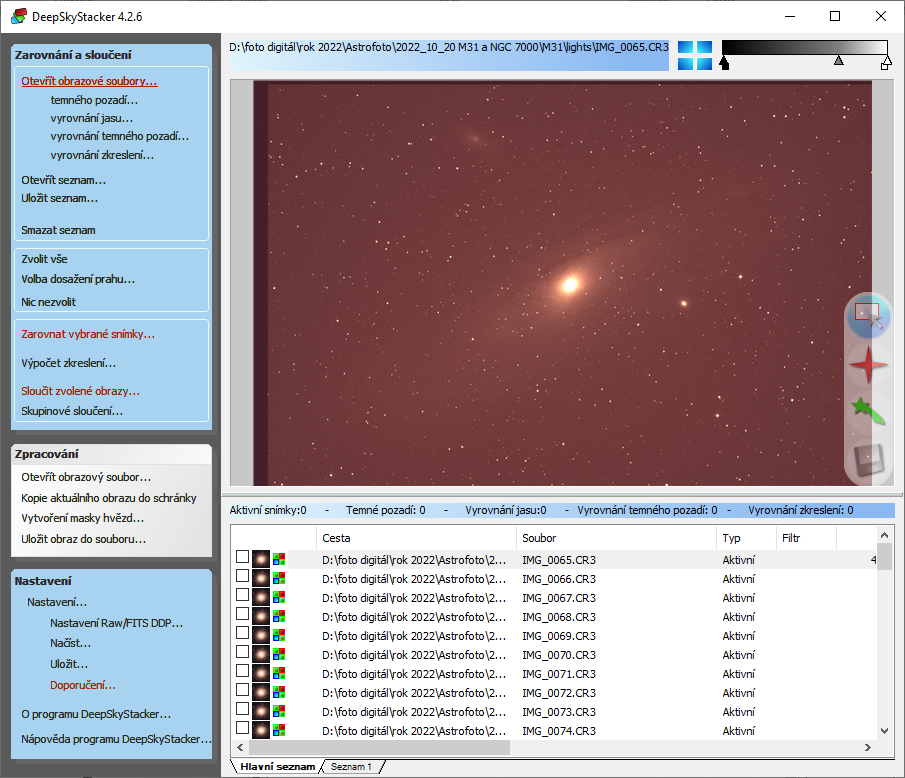 DeepSkyStacker 4.2.6
Zarovnání a sloučení
Otevřít obrazové soubory...
temného pozadí...
vyrovnání jasu...
vyrovnání temného pozadí...
vyrovnání zkreslení...
Otevřít seznam...
Uložit seznam...
Smazat seznam
Zvolit vše
Volba dosažení prahu...
Nic nezvolit
Zarovnat vybrané snímky...
Výpočet zkreslení...
Sloučit zvolené obrazy...
Skupinové sloučení...
Zpracování
Otevřít obrazový soubor...
Kopie aktuálního obrazu do schránky
Vytvoření masky hvězd...
Uložit obraz do souboru...
Nastavení
Nastavení...
Nastavení Raw/FITS DDP...
Načíst...
Uložit...
Doporučení...
O programu DeepSkyStacker...
Nápověda programu DeepSkyStacker...
D:\foto digitál\rok 2022\Astrofoto\2022_10_20 M31 a NGC 7000\M31\lights\IMG_0065.CR3
Aktivní snímky:0 - Temné pozadí: 0 - Vyrovnání jasu:0 - Vyrovnání temného pozadí: 0 - Vyrovnání zkreslení: 0
Cesta Soubor Typ Filtr
D:\foto digitál\rok 2022\Astrofoto\2... IMG_0065.CR3 Aktivní 4
D:\foto digitál\rok 2022\Astrofoto\2... IMG_0066.CR3 Aktivní
D:\foto digitál\rok 2022\Astrofoto\2... IMG_0067.CR3 Aktivní
D:\foto digitál\rok 2022\Astrofoto\2... IMG_0068.CR3 Aktivní
D:\foto digitál\rok 2022\Astrofoto\2... IMG_0069.CR3 Aktivní
D:\foto digitál\rok 2022\Astrofoto\2... IMG_0070.CR3 Aktivní
D:\foto digitál\rok 2022\Astrofoto\2... IMG_0071.CR3 Aktivní
D:\foto digitál\rok 2022\Astrofoto\2... IMG_0072.CR3 Aktivní
D:\foto digitál\rok 2022\Astrofoto\2... IMG_0073.CR3 Aktivní
D:\foto digitál\rok 2022\Astrofoto\2... IMG_0074.CR3 Aktivní
Hlavní seznam Seznam 1